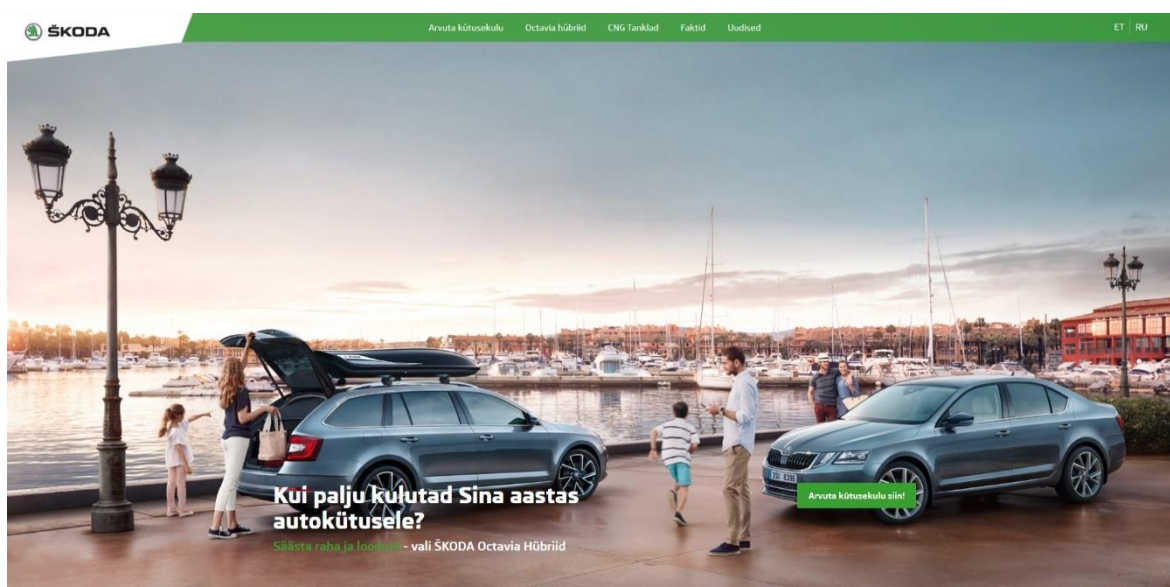 ŠKODA
Arvuta kütusekulu
Octavia hübriid
CNG Tanklad
Faktid
Uudised
ET
RU
Kui palju kulutad Sina aastas
autokütusele?
Säästa raha ja loodust - vali ŠKODA Octavia Hübriid
Arvuta kütusekulu siin!